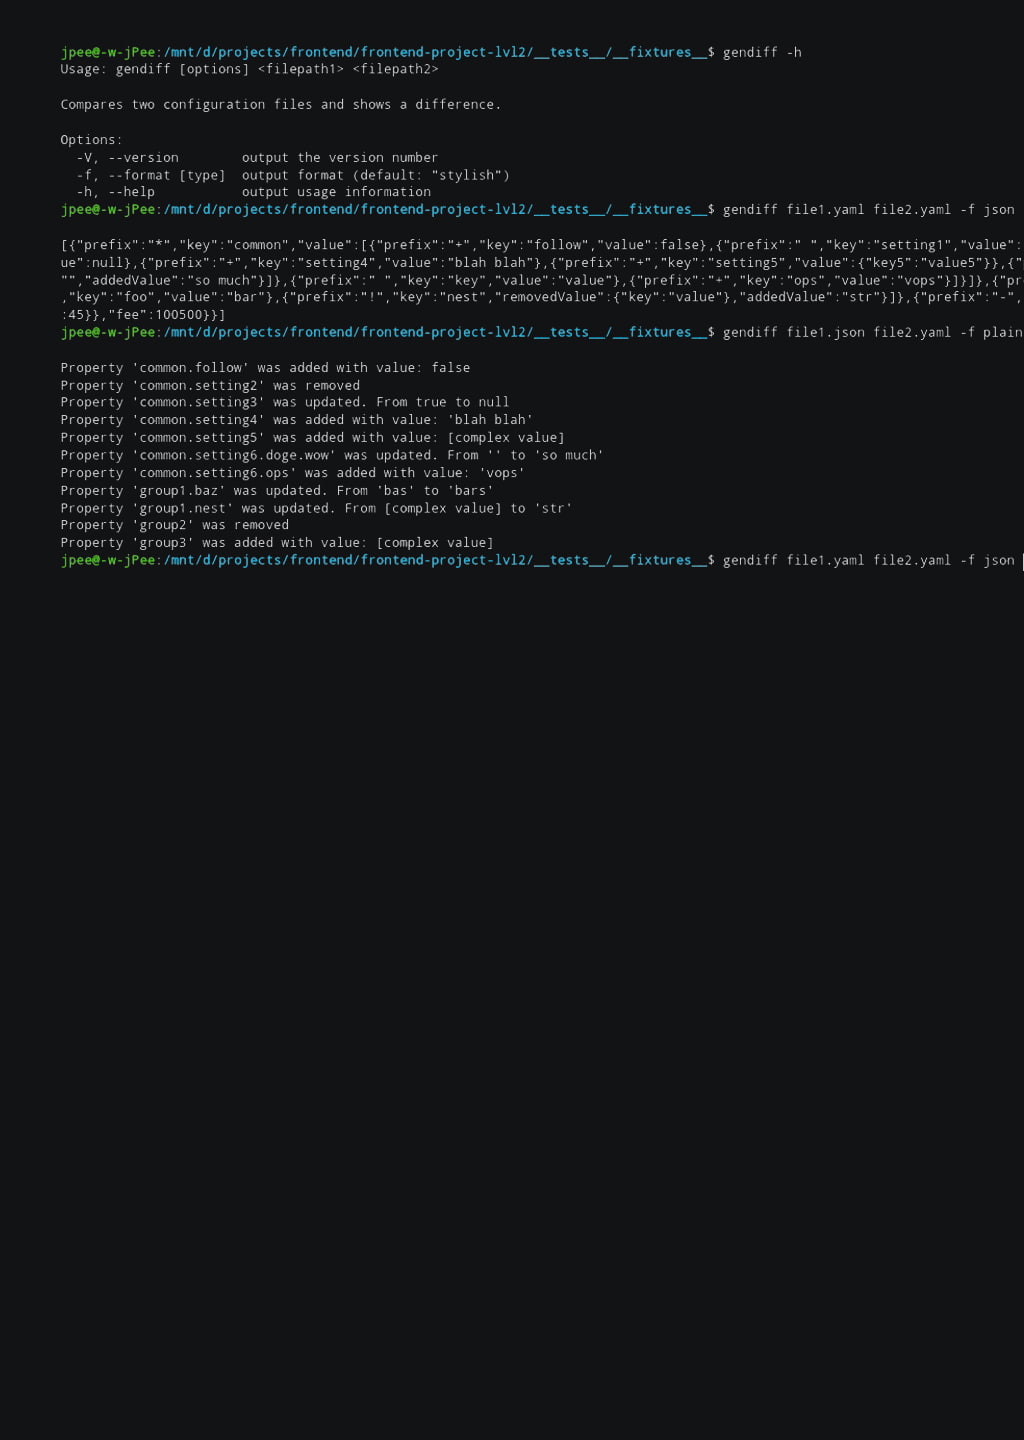 jpee@-w-jPee:/mnt/d/projects/frontend/frontend-project-lvl2/__tests__/__fixtures__$ gendiff -h
Usage: gendiff [options] <filepath1> <filepath2>
Compares two configuration files and shows a difference.
Options:
-V, --version        output the version number
-f, --format [type]  output format (default: "stylish")
-h, --help           output usage information
jpee@-w-jPee:/mnt/d/projects/frontend/frontend-project-lvl2/__tests__/__fixtures__$ gendiff file1.yaml file2.yaml -f json
[{"prefix":"*","key":"common","value":[{"prefix":"+","key":"follow","value":false},{"prefix":" ","key":"setting1","value":
ue":null},{"prefix":"+","key":"setting4","value":"blah blah"},{"prefix":"+","key":"setting5","value":{"key5":"value5"}},{"
"","addedValue":"so much"}]},{"prefix":" ","key":"key","value":"value"},{"prefix":"+","key":"ops","value":"vops"}]}]},{"pr
,"key":"foo","value":"bar"},{"prefix":"!","key":"nest","removedValue":{"key":"value"},"addedValue":"str"}]},{"prefix":"-",
:45}},"fee":100500}}]
jpee@-w-jPee:/mnt/d/projects/frontend/frontend-project-lvl2/__tests__/__fixtures__$ gendiff file1.json file2.yaml -f plain
Property 'common.follow' was added with value: false
Property 'common.setting2' was removed
Property 'common.setting3' was updated. From true to null
Property 'common.setting4' was added with value: 'blah blah'
Property 'common.setting5' was added with value: [complex value]
Property 'common.setting6.doge.wow' was updated. From '' to 'so much'
Property 'common.setting6.ops' was added with value: 'vops'
Property 'group1.baz' was updated. From 'bas' to 'bars'
Property 'group1.nest' was updated. From [complex value] to 'str'
Property 'group2' was removed
Property 'group3' was added with value: [complex value]
jpee@-w-jPee:/mnt/d/projects/frontend/frontend-project-lvl2/__tests__/__fixtures__$ gendiff file1.yaml file2.yaml -f json